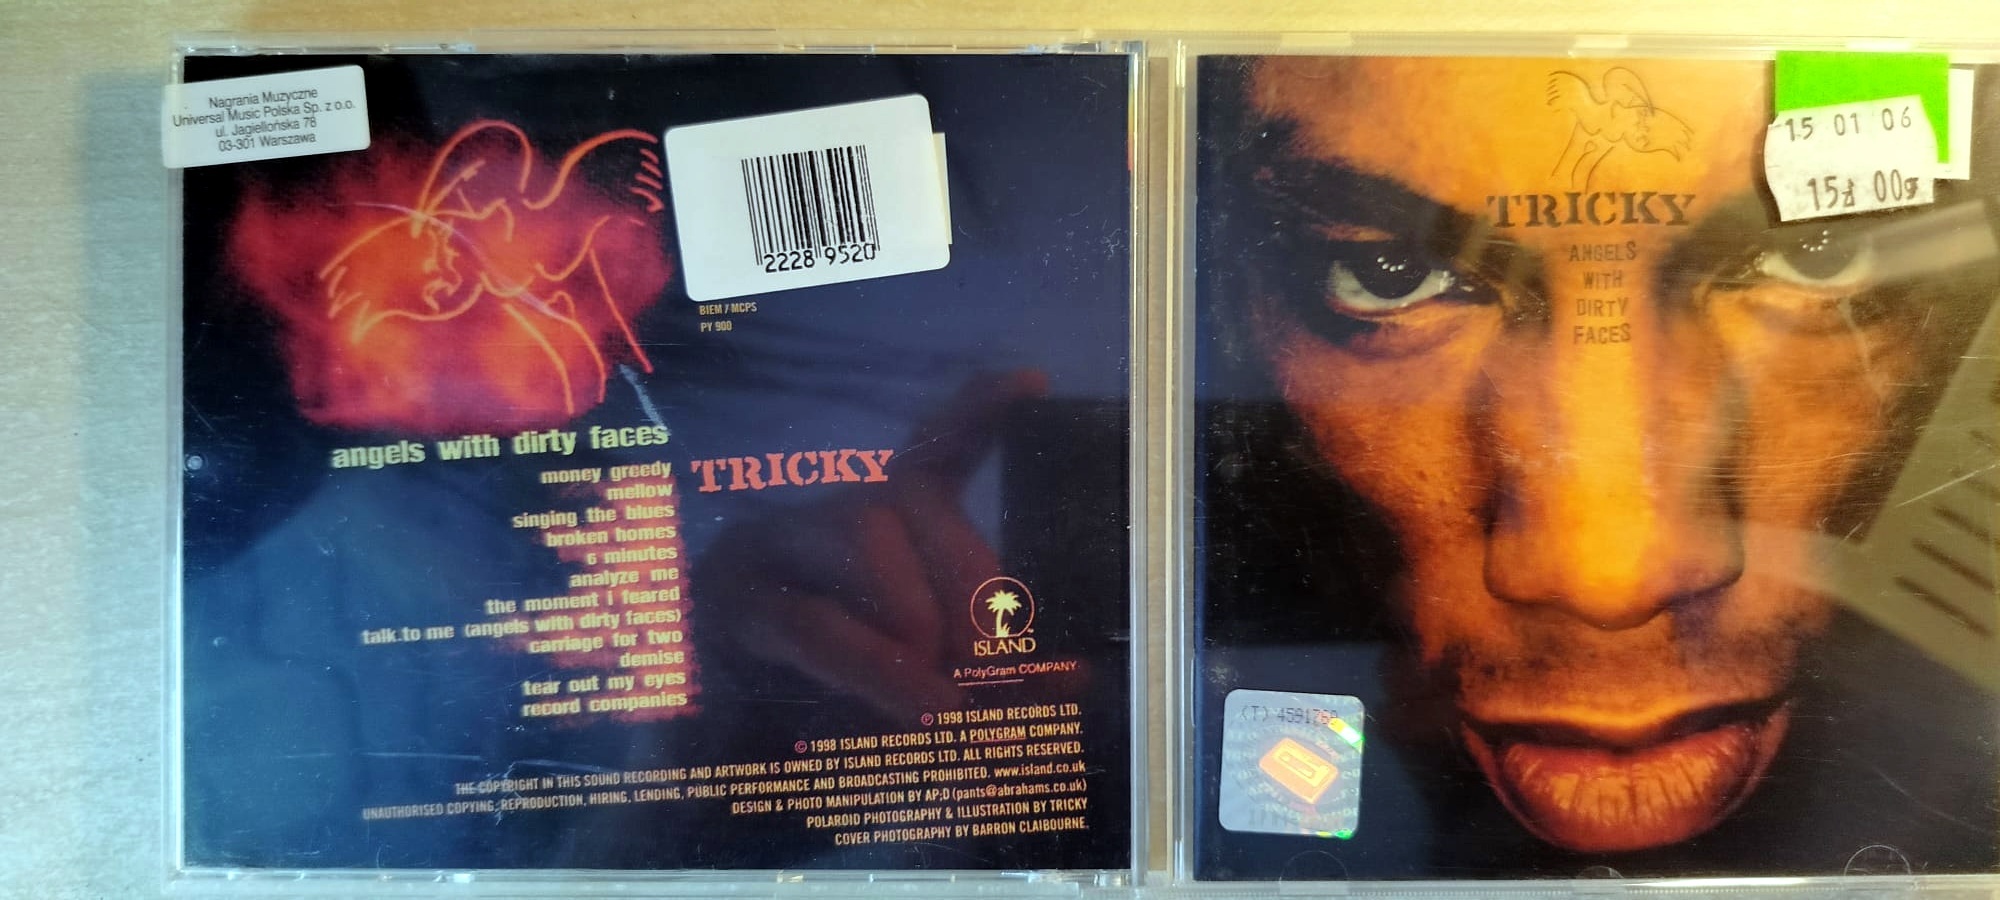 Nagrania Muzyczne
Universal Music Polska Sp. z o.o.
ul. Jagiellońska 78
03-301 Warszawa
2228 9520
BIEM / MCPS
PY 900
angels with dirty faces
money greedy
mellow
singing the blues
broken homes
6 minutes
analyze me
the moment i feared
talk to me (angels with dirty faces)
carriage for two
demise
tear out my eyes
record companies
TRICKY
ISLAND
A PolyGram COMPANY
℗ 1998 ISLAND RECORDS LTD.
© 1998 ISLAND RECORDS LTD. A POLYGRAM COMPANY.
THE COPYRIGHT IN THIS SOUND RECORDING AND ARTWORK IS OWNED BY ISLAND RECORDS LTD. ALL RIGHTS RESERVED.
UNAUTHORISED COPYING, REPRODUCTION, HIRING, LENDING, PUBLIC PERFORMANCE AND BROADCASTING PROHIBITED. www.island.co.uk
DESIGN & PHOTO MANIPULATION BY AP;D (pants@abrahams.co.uk)
POLAROID PHOTOGRAPHY & ILLUSTRATION BY TRICKY
COVER PHOTOGRAPHY BY BARRON CLAIBOURNE
TRICKY
ANGELS
WITH
DIRTY
FACES
15 01 06
15zł 00g
(T)